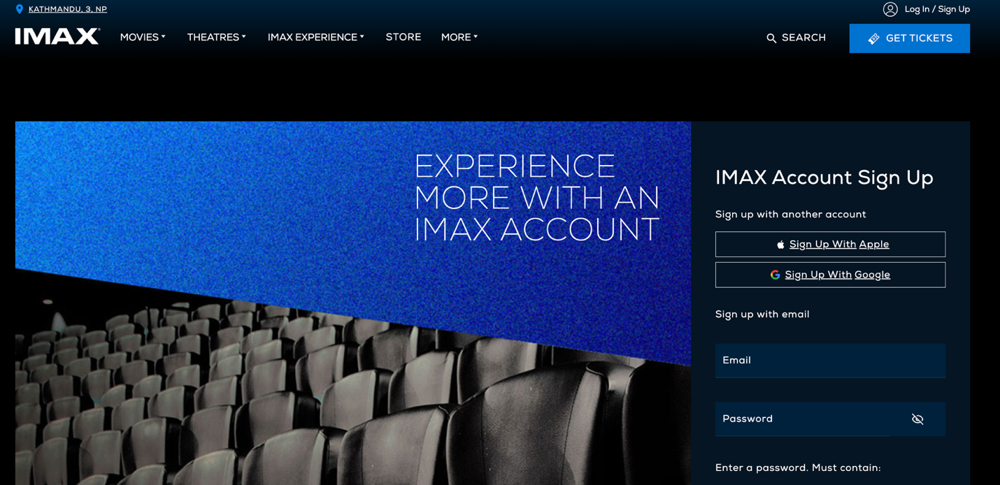 KATHMANDU, 3, NP
Log In / Sign Up
IMAX®
MOVIES
THEATRES
IMAX EXPERIENCE
STORE
MORE
SEARCH
GET TICKETS
EXPERIENCE
MORE WITH AN
IMAX ACCOUNT
IMAX Account Sign Up
Sign up with another account
Sign Up With Apple
Sign Up With Google
Sign up with email
Email
Password
Enter a password. Must contain: